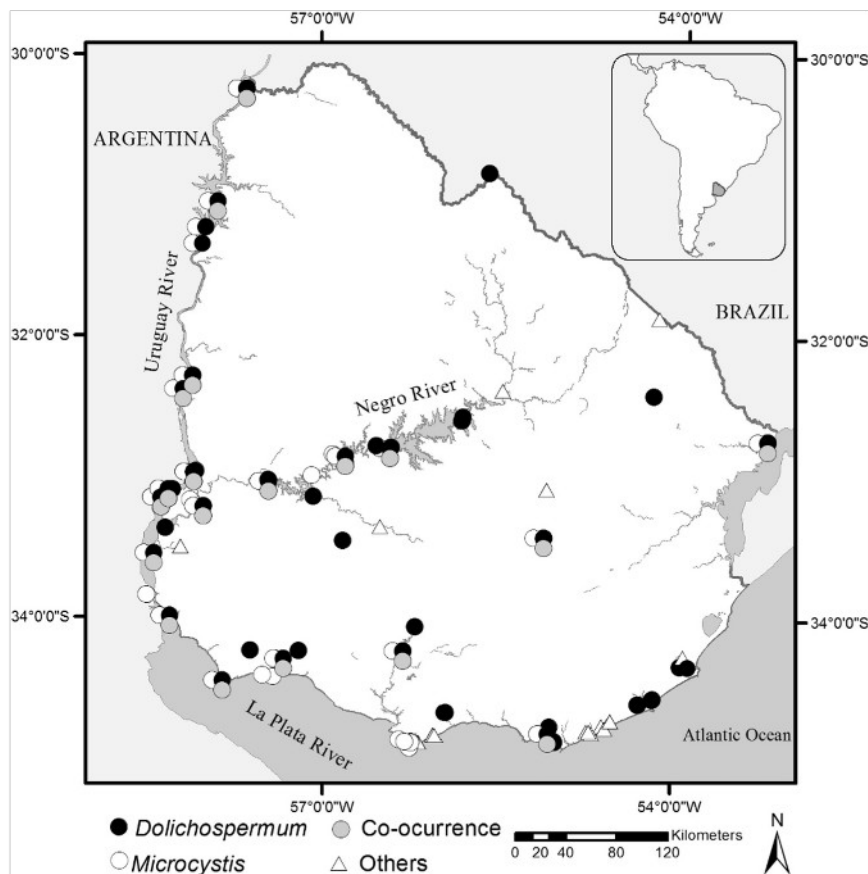 57°0'0"W 54°0'0"W
30°0'0"S 30°0'0"S
ARGENTINA
Uruguay River
BRAZIL
32°0'0"S 32°0'0"S
Negro River
34°0'0"S 34°0'0"S
La Plata River
Atlantic Ocean
57°0'0"W 54°0'0"W
Dolichospermum Co-ocurrence Kilometers
Microcystis Others 0 20 40 80 120 N